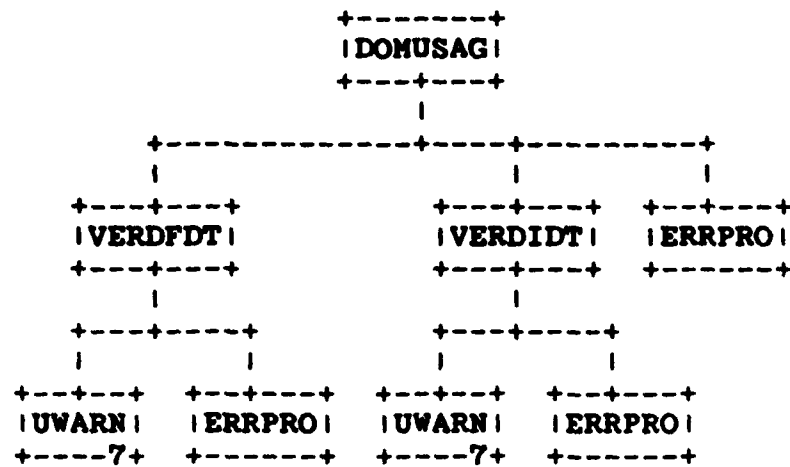 DOMUSAG
VERDFDT VERDIDT ERRPRO
UWARN ERRPRO UWARN ERRPRO
7 7